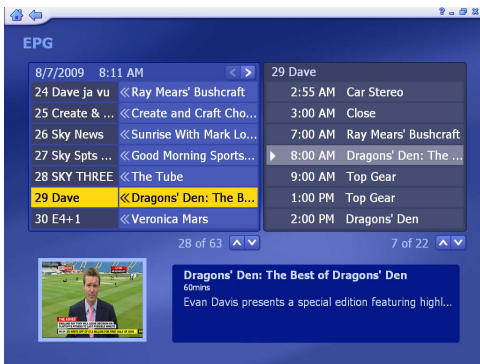 EPG
8/7/2009 8:11 AM
24 Dave ja vu «Ray Mears' Bushcraft
25 Create & ... «Create and Craft Cho...
26 Sky News «Sunrise With Mark Lo...
27 Sky Spts ... «Good Morning Sports...
28 SKY THREE «The Tube
29 Dave «Dragons' Den: The B...
30 E4+1 «Veronica Mars
28 of 63
29 Dave
2:55 AM Car Stereo
3:00 AM Close
7:00 AM Ray Mears' Bushcraft
8:00 AM Dragons' Den: The ...
9:00 AM Top Gear
1:00 PM Top Gear
2:00 PM Dragons' Den
7 of 22
Dragons' Den: The Best of Dragons' Den
60mins
Evan Davis presents a special edition featuring highl...